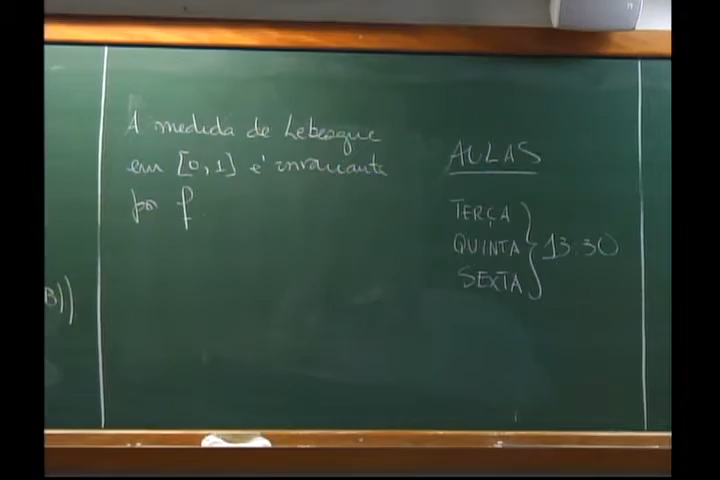 B))
A medida de Lebesgue
em [0,1] é invariante
por f
AULAS
TERÇA
QUINTA
SEXTA
13:30